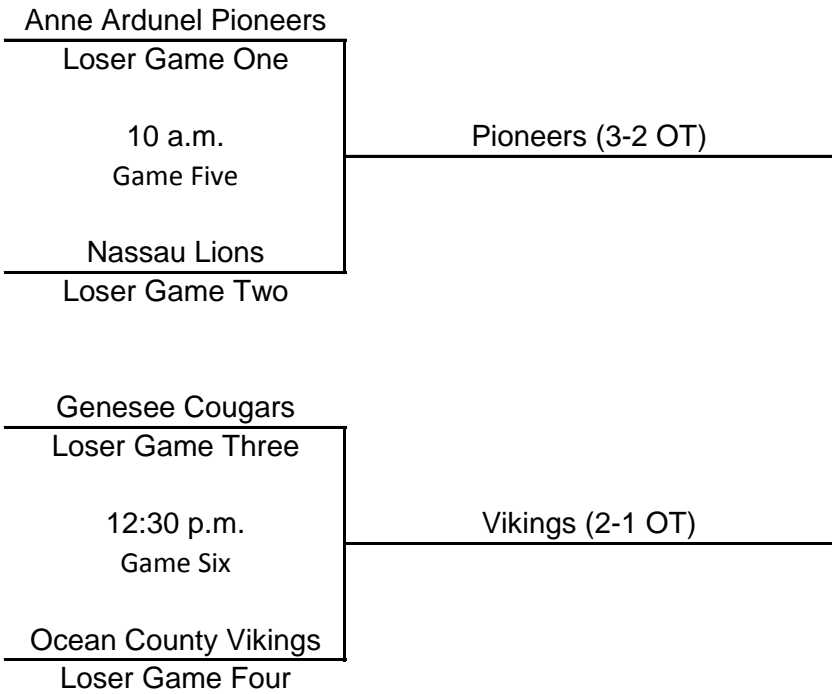 Anne Ardunel Pioneers
Loser Game One
10 a.m.
Pioneers (3-2 OT)
Game Five
Nassau Lions
Loser Game Two
Genesee Cougars
Loser Game Three
12:30 p.m.
Vikings (2-1 OT)
Game Six
Ocean County Vikings
Loser Game Four